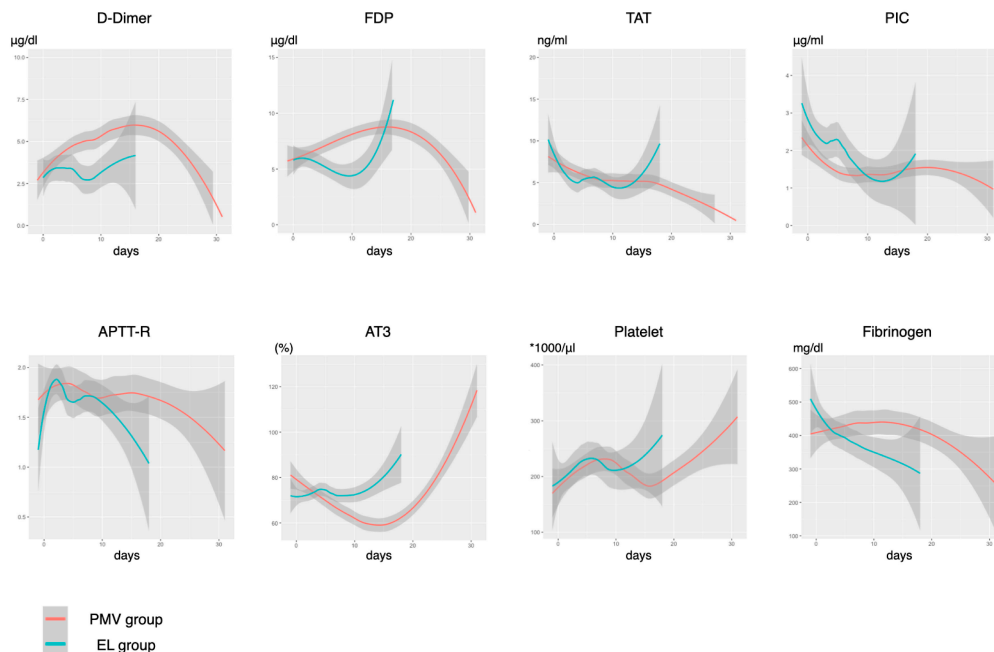 D-Dimer FDP TAT PIC
µg/dl µg/dl ng/ml µg/ml
10.0 15 20
7.5 15 4
10 3
5.0 10 2
5
2.5 5 1
0.0 0 0 0
0 10 20 30 0 10 20 30 0 10 20 30 0 10 20 30
days days days days
APTT-R AT3 Platelet Fibrinogen
(%) *1000/µl mg/dl
2.0 400 600
120
500
1.5 100 300 400
80 300
1.0 200
200
0.5 60 100 100
0 10 20 30 0 10 20 30 0 10 20 30 0 10 20 30
days days days days
PMV group
EL group